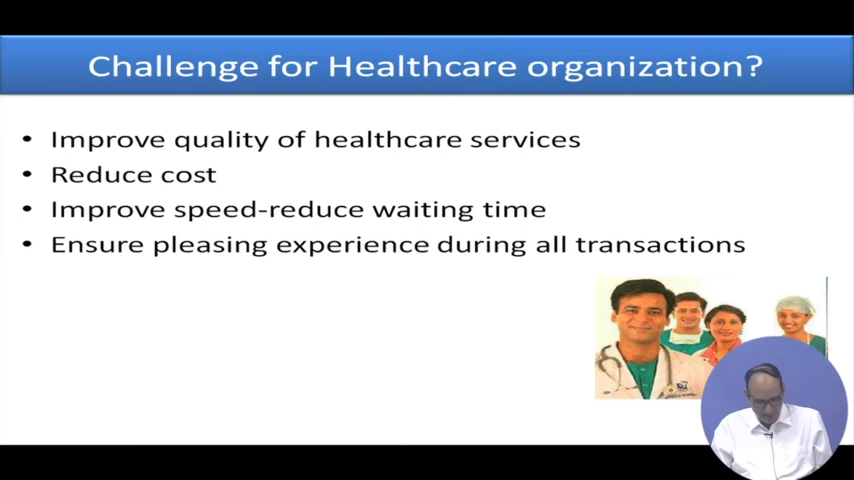 Challenge for Healthcare organization?
• Improve quality of healthcare services
• Reduce cost
• Improve speed-reduce waiting time
• Ensure pleasing experience during all transactions